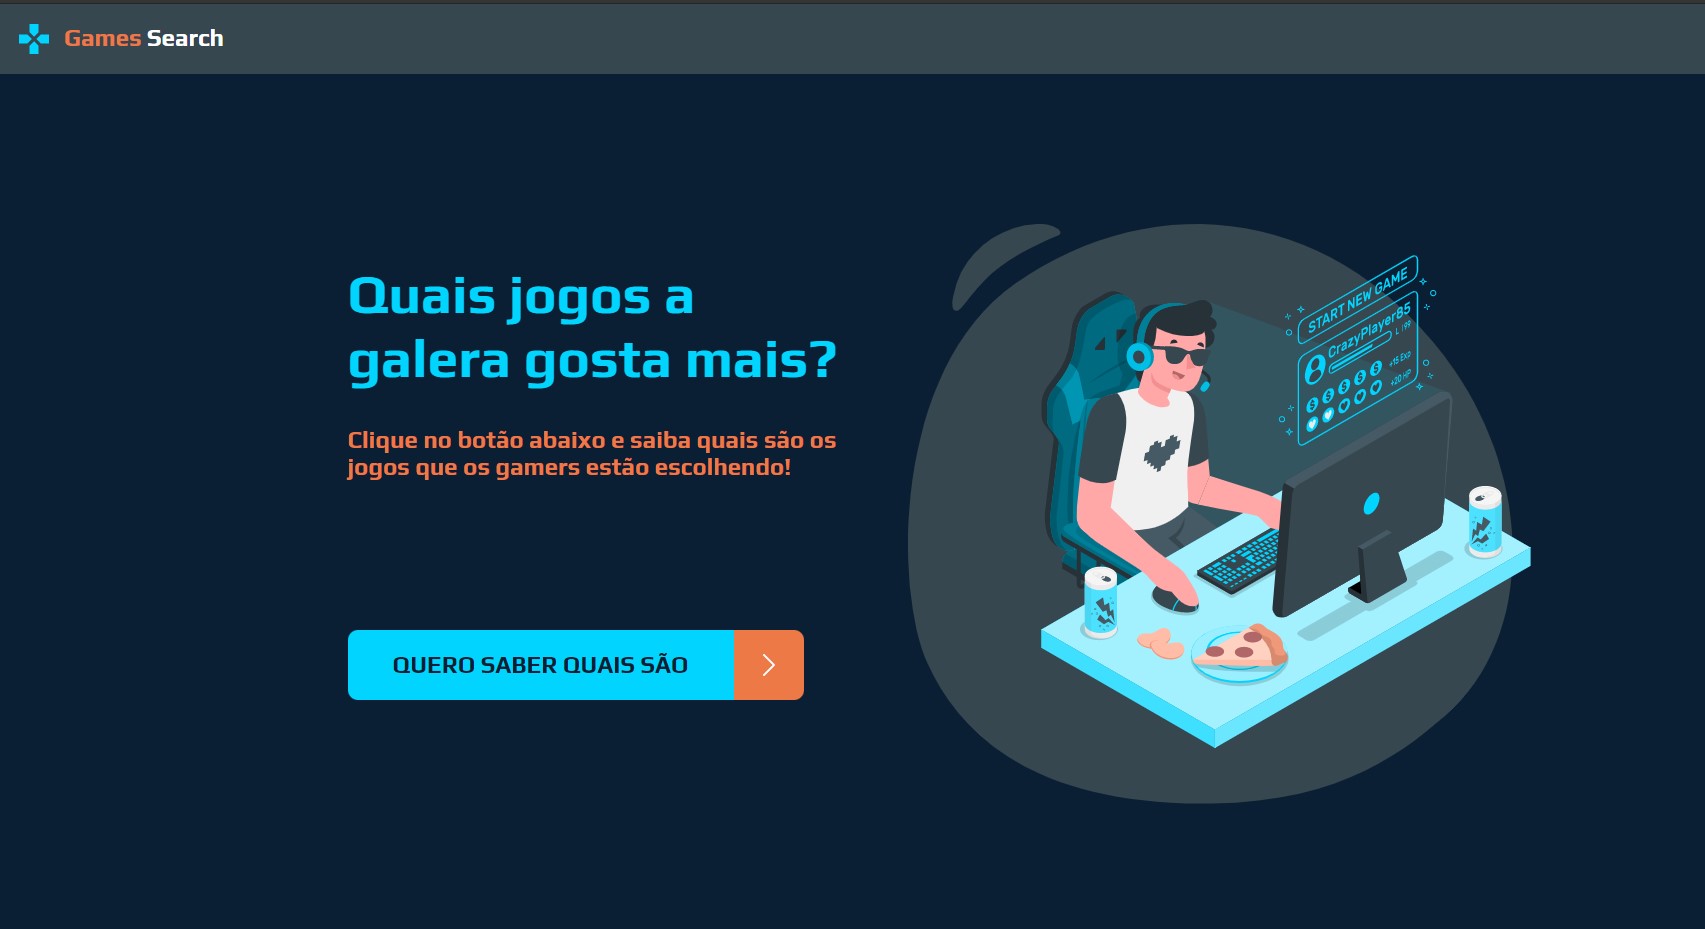 Games Search
Quais jogos a
galera gosta mais?
Clique no botão abaixo e saiba quais são os
jogos que os gamers estão escolhendo!
QUERO SABER QUAIS SÃO
START NEW GAME
CrazyPlayer85
L 199
+15 EXP
+20 HP